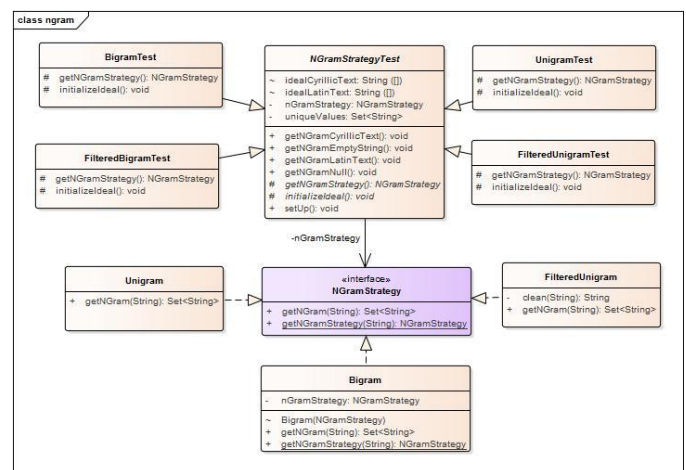 class ngram
BigramTest
# getNGramStrategy(): NGramStrategy
# initializeIdeal(): void
NGramStrategyTest
~ idealCyrillicText: String ([])
~ idealLatinText: String ([])
- nGramStrategy: NGramStrategy
- uniqueValues: Set<String>
+ getNGramCyrillicText(): void
+ getNGramEmptyString(): void
+ getNGramLatinText(): void
+ getNGramNull(): void
# getNGramStrategy(): NGramStrategy
# initializeIdeal(): void
+ setUp(): void
UnigramTest
# getNGramStrategy(): NGramStrategy
# initializeIdeal(): void
FilteredBigramTest
# getNGramStrategy(): NGramStrategy
# initializeIdeal(): void
FilteredUnigramTest
# getNGramStrategy(): NGramStrategy
# initializeIdeal(): void
-nGramStrategy
Unigram
+ getNGram(String): Set<String>
«interface»
NGramStrategy
+ getNGram(String): Set<String>
+ getNGramStrategy(String): NGramStrategy
FilteredUnigram
- clean(String): String
+ getNGram(String): Set<String>
Bigram
- nGramStrategy: NGramStrategy
~ Bigram(NGramStrategy)
+ getNGram(String): Set<String>
+ getNGramStrategy(String): NGramStrategy